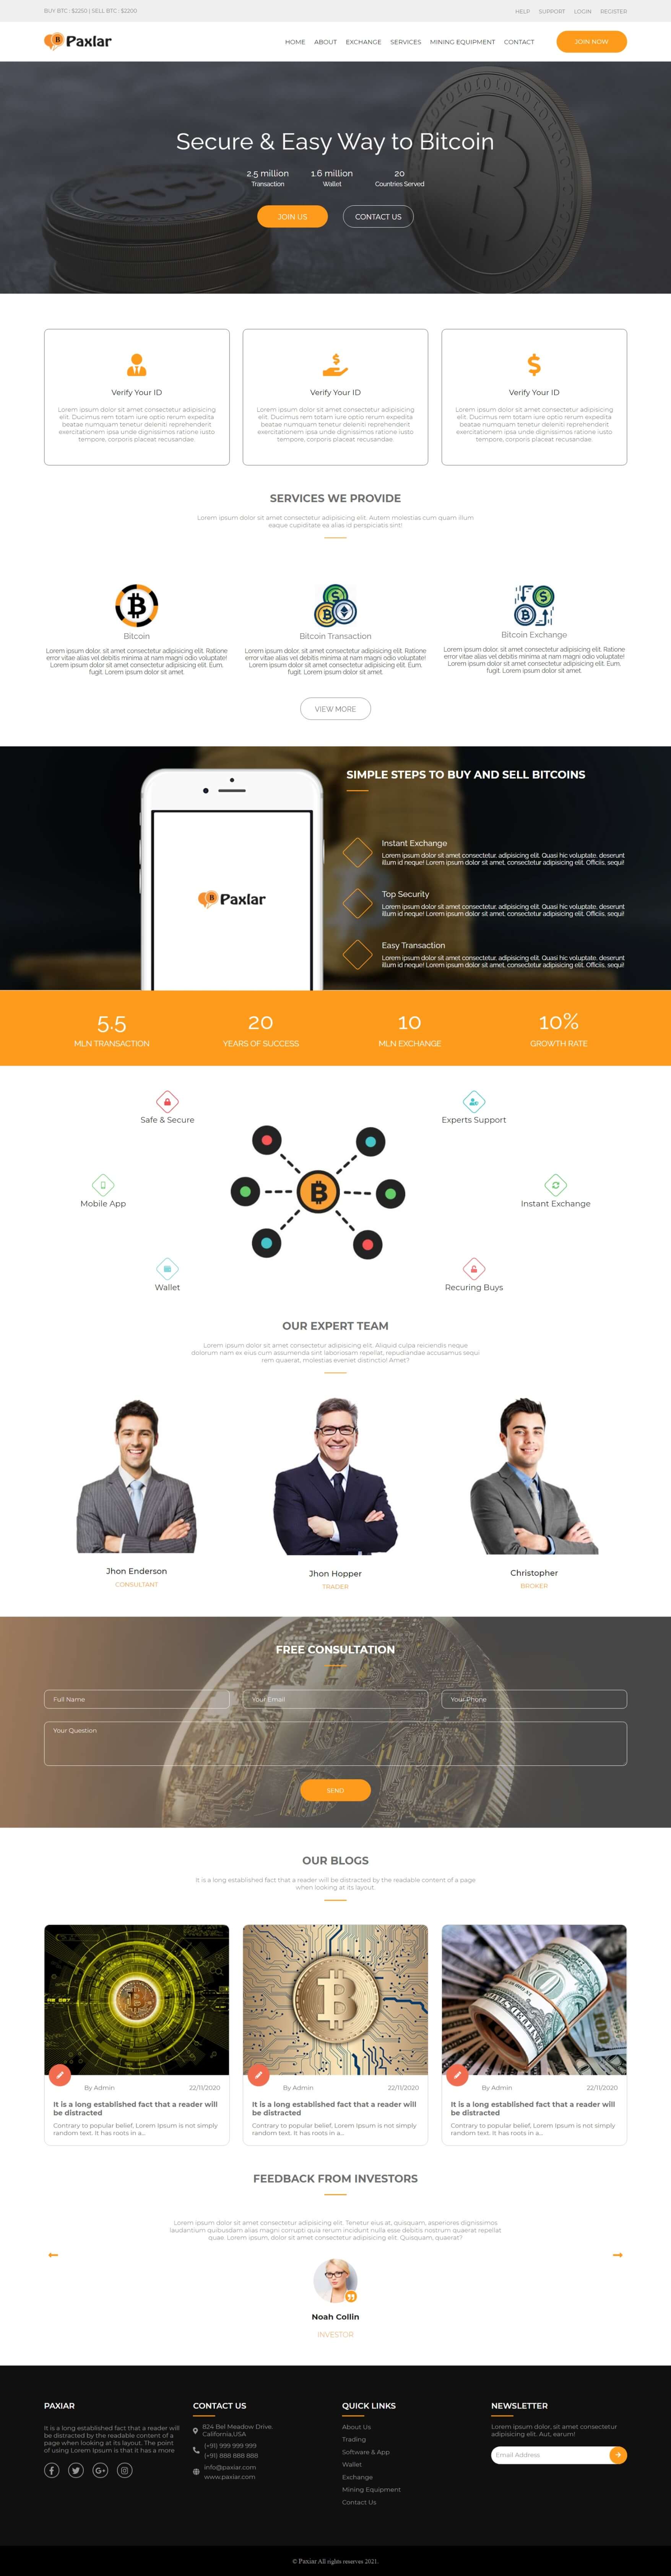 BUY BTC : $2250 | SELL BTC : $2200
HELP SUPPORT LOGIN REGISTER
Paxlar
HOME ABOUT EXCHANGE SERVICES MINING EQUIPMENT CONTACT
JOIN NOW
Secure & Easy Way to Bitcoin
2.5 million 1.6 million 20
Transaction Wallet Countries Served
JOIN US CONTACT US
Verify Your ID
Lorem ipsum dolor sit amet consectetur adipisicing
elit. Ducimus rem totam iure optio rerum expedita
beatae numquam tenetur deleniti reprehenderit
exercitationem ipsa unde dignissimos ratione iusto
tempore, corporis placeat recusandae.
Verify Your ID
Lorem ipsum dolor sit amet consectetur adipisicing
elit. Ducimus rem totam iure optio rerum expedita
beatae numquam tenetur deleniti reprehenderit
exercitationem ipsa unde dignissimos ratione iusto
tempore, corporis placeat recusandae.
Verify Your ID
Lorem ipsum dolor sit amet consectetur adipisicing
elit. Ducimus rem totam iure optio rerum expedita
beatae numquam tenetur deleniti reprehenderit
exercitationem ipsa unde dignissimos ratione iusto
tempore, corporis placeat recusandae.
SERVICES WE PROVIDE
Lorem ipsum dolor sit amet consectetur adipisicing elit. Autem molestias cum quam illum
eaque cupiditate ea alias id perspiciatis sint!
Bitcoin
Lorem ipsum dolor, sit amet consectetur adipisicing elit. Ratione
error vitae alias vel debitis minima at nam magni odio voluptate!
Lorem ipsum dolor sit amet consectetur adipisicing elit. Eum,
fugit. Lorem ipsum dolor sit amet.
Bitcoin Transaction
Lorem ipsum dolor, sit amet consectetur adipisicing elit. Ratione
error vitae alias vel debitis minima at nam magni odio voluptate!
Lorem ipsum dolor sit amet consectetur adipisicing elit. Eum,
fugit. Lorem ipsum dolor sit amet.
Bitcoin Exchange
Lorem ipsum dolor, sit amet consectetur adipisicing elit. Ratione
error vitae alias vel debitis minima at nam magni odio voluptate!
Lorem ipsum dolor sit amet consectetur adipisicing elit. Eum,
fugit. Lorem ipsum dolor sit amet.
VIEW MORE
SIMPLE STEPS TO BUY AND SELL BITCOINS
Paxlar
Instant Exchange
Lorem ipsum dolor sit amet consectetur, adipisicing elit. Quasi hic voluptate, deserunt
illum id neque! Lorem ipsum dolor sit amet, consectetur adipisicing elit. Officiis, sequi!
Top Security
Lorem ipsum dolor sit amet consectetur, adipisicing elit. Quasi hic voluptate, deserunt
illum id neque! Lorem ipsum dolor sit amet, consectetur adipisicing elit. Officiis, sequi!
Easy Transaction
Lorem ipsum dolor sit amet consectetur, adipisicing elit. Quasi hic voluptate, deserunt
illum id neque! Lorem ipsum dolor sit amet, consectetur adipisicing elit. Officiis, sequi!
5.5 20 10 10%
MLN TRANSACTION YEARS OF SUCCESS MLN EXCHANGE GROWTH RATE
Safe & Secure
Experts Support
Mobile App
Instant Exchange
Wallet
Recuring Buys
OUR EXPERT TEAM
Lorem ipsum dolor sit amet consectetur adipisicing elit. Aliquid culpa reiciendis neque
dolorum nam ex eius cum assumenda sint laboriosam repellat, repudiandae accusamus sequi
rem quaerat, molestias eveniet distinctio! Amet?
Jhon Enderson
CONSULTANT
Jhon Hopper
TRADER
Christopher
BROKER
FREE CONSULTATION
Full Name
Your Email
Your Phone
Your Question
SEND
OUR BLOGS
It is a long established fact that a reader will be distracted by the readable content of a page
when looking at its layout.
By Admin 22/11/2020
It is a long established fact that a reader will
be distracted
Contrary to popular belief, Lorem Ipsum is not simply
random text. It has roots in a...
By Admin 22/11/2020
It is a long established fact that a reader will
be distracted
Contrary to popular belief, Lorem Ipsum is not simply
random text. It has roots in a...
By Admin 22/11/2020
It is a long established fact that a reader will
be distracted
Contrary to popular belief, Lorem Ipsum is not simply
random text. It has roots in a...
FEEDBACK FROM INVESTORS
Lorem ipsum dolor sit amet consectetur adipisicing elit. Tenetur eius at, quisquam, asperiores dignissimos
laudantium quibusdam alias magni corrupti quia rerum incidunt nulla esse debitis nostrum quaerat repellat
quae. Lorem ipsum, dolor sit amet consectetur adipisicing elit. Quisquam, quaerat?
Noah Collin
INVESTOR
PAXIAR
It is a long established fact that a reader will
be distracted by the readable content of a
page when looking at its layout. The point
of using Lorem Ipsum is that it has a more
CONTACT US
824 Bel Meadow Drive,
California,USA
(+91) 999 999 999
(+91) 888 888 888
info@paxiar.com
www.paxiar.com
QUICK LINKS
About Us
Trading
Software & App
Wallet
Exchange
Mining Equipment
Contact Us
NEWSLETTER
Lorem ipsum dolor, sit amet consectetur
adipisicing elit. Aut, earum!
Email Address
© Paxiar All rights reserves 2021.